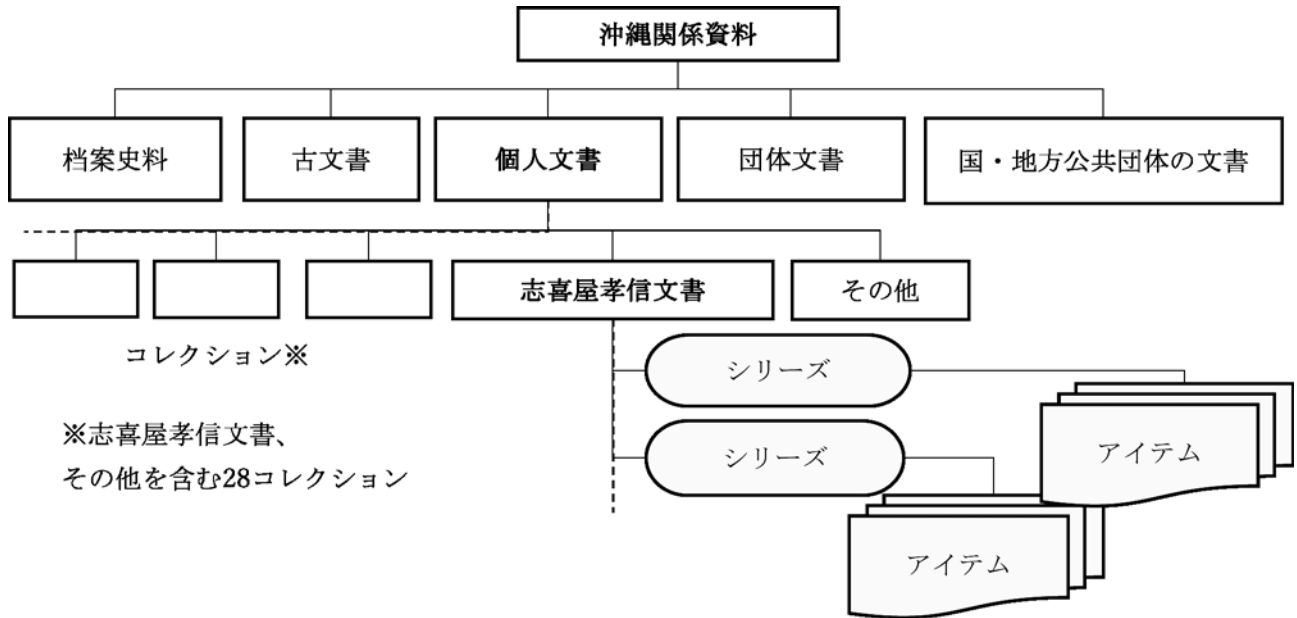 沖縄関係資料
档案史料
古文書
個人文書
団体文書
国・地方公共団体の文書
志喜屋孝信文書
その他
コレクション※
シリーズ
※志喜屋孝信文書、
その他を含む28コレクション
シリーズ
アイテム
アイテム